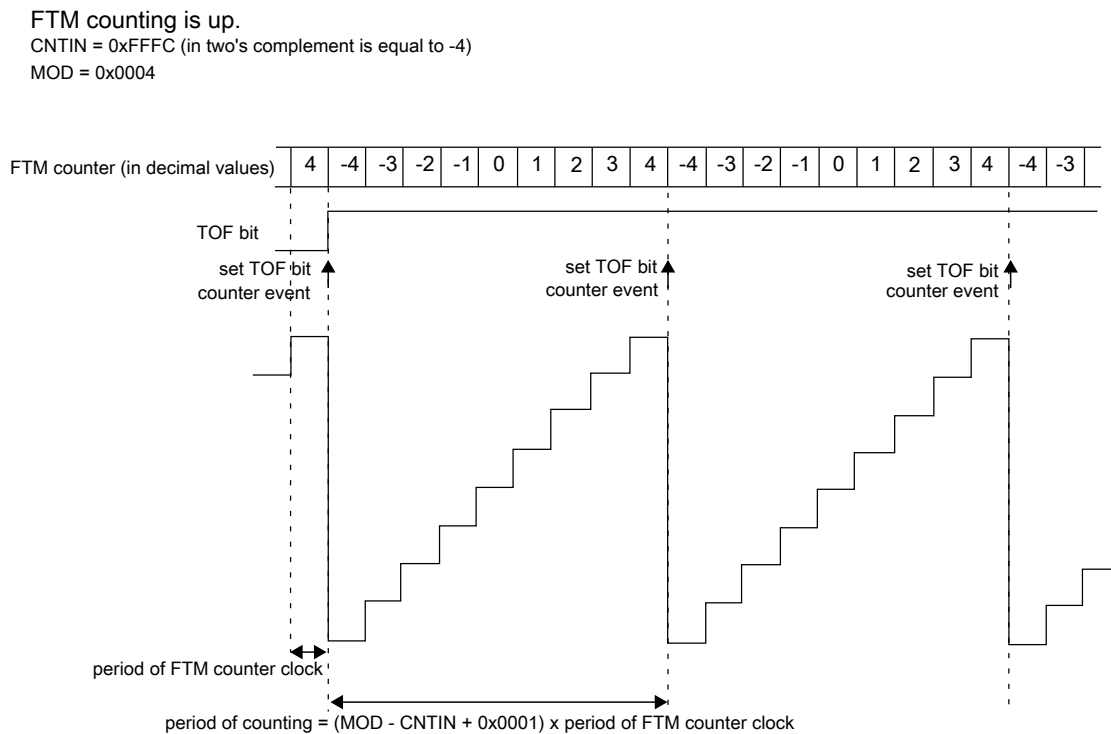 FTM counting is up.
CNTIN = 0xFFFC (in two's complement is equal to -4)
MOD = 0x0004
FTM counter (in decimal values) 4 -4 -3 -2 -1 0 1 2 3 4 -4 -3 -2 -1 0 1 2 3 4 -4 -3
TOF bit
set TOF bit set TOF bit set TOF bit
counter event counter event counter event
period of FTM counter clock
period of counting = (MOD - CNTIN + 0x0001) x period of FTM counter clock